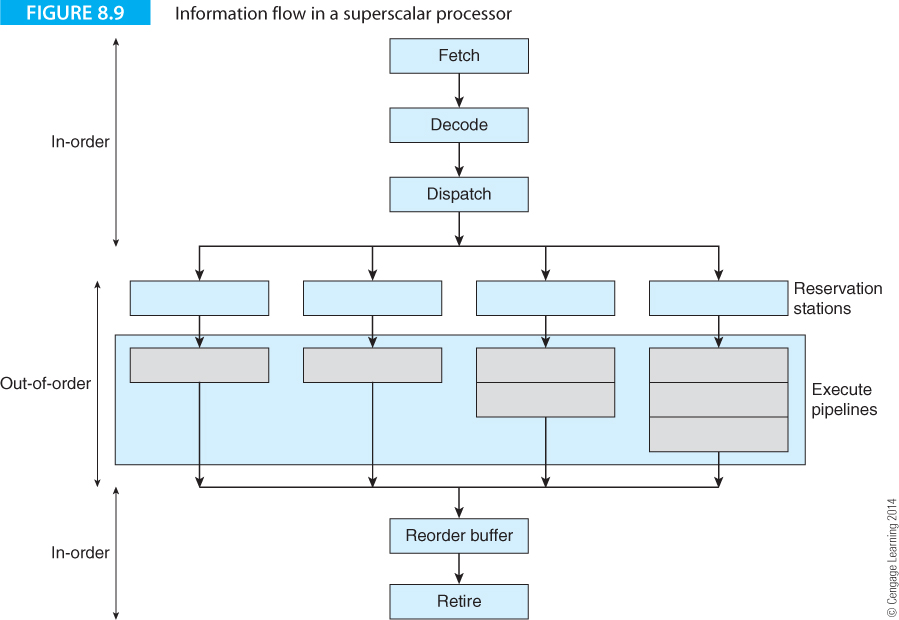 FIGURE 8.9
Information flow in a superscalar processor
Fetch
In-order
Decode
Dispatch
Reservation
stations
Out-of-order
Execute
pipelines
Reorder buffer
In-order
Retire
© Cengage Learning 2014